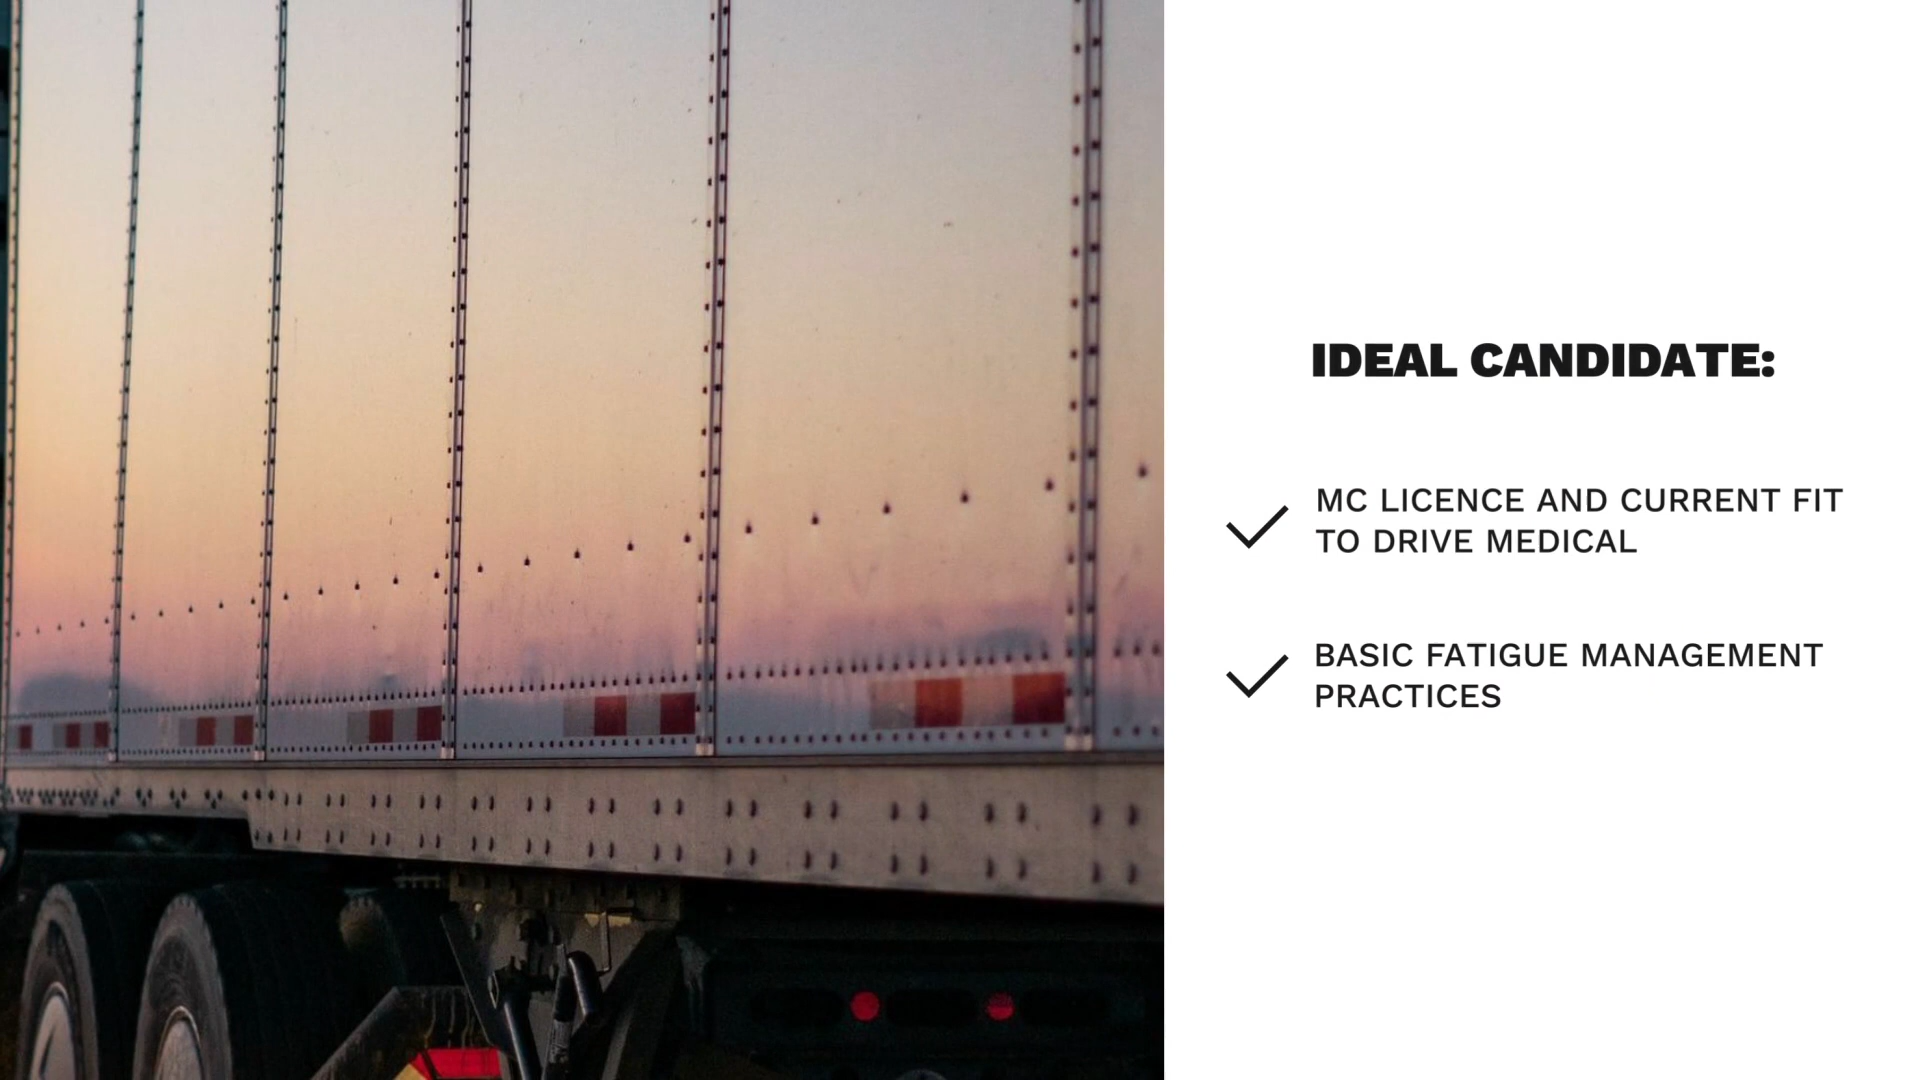 IDEAL CANDIDATE:
MC LICENCE AND CURRENT FIT
TO DRIVE MEDICAL
BASIC FATIGUE MANAGEMENT
PRACTICES